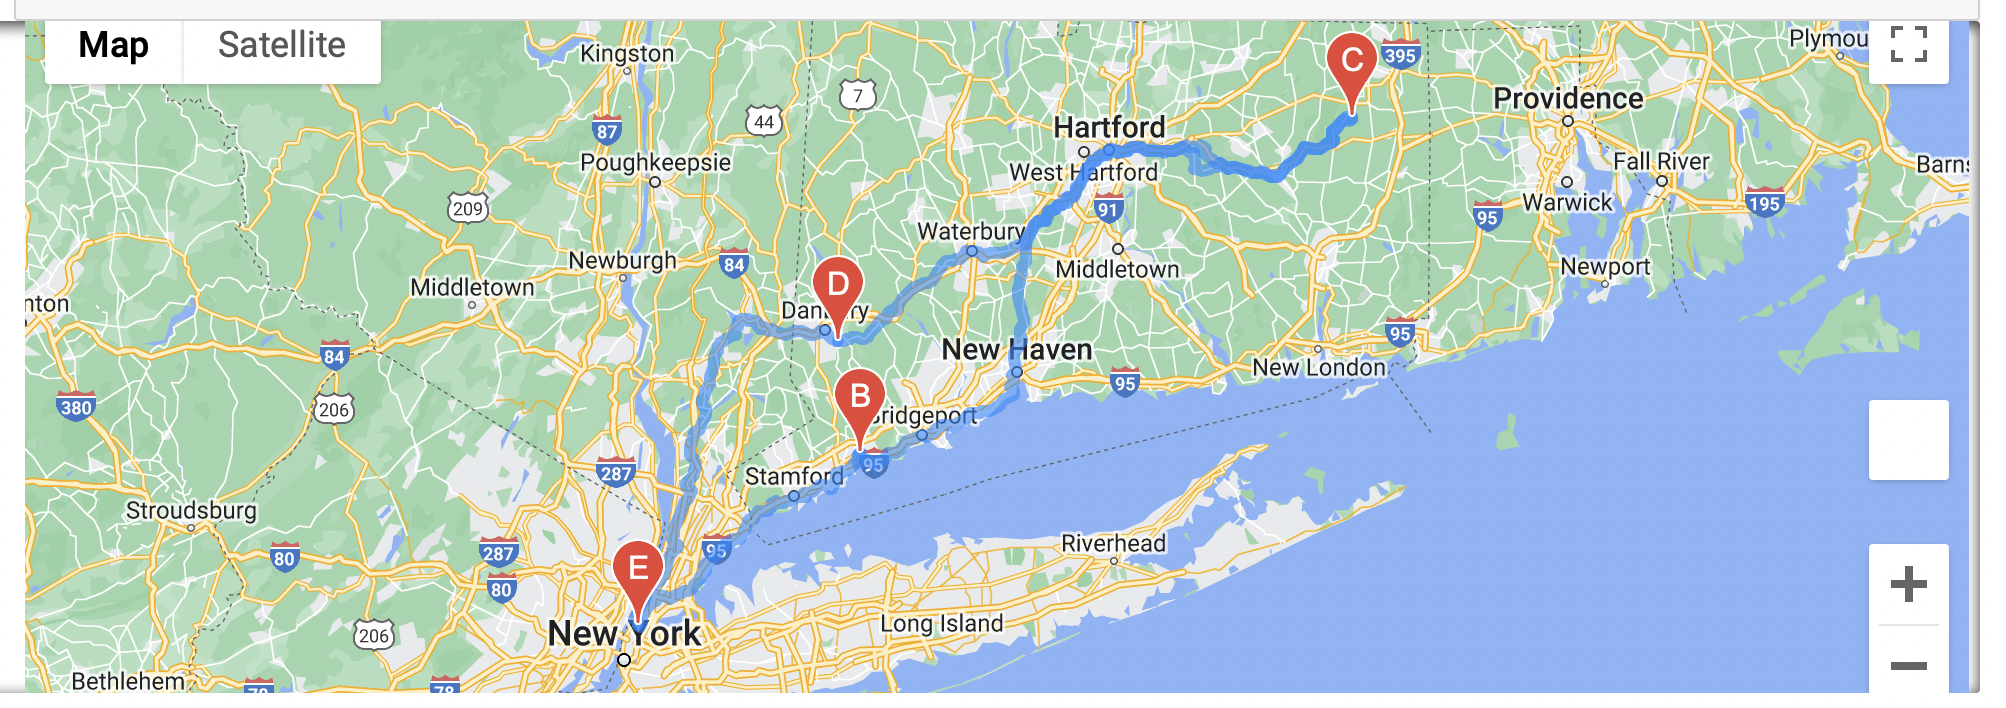 Map Satellite
Kingston
C
395
Plymou
7
44
87
Providence
Hartford
Poughkeepsie
West Hartford
Fall River
Barns
209
91
95
Warwick
195
Waterbury
Newburgh
84
Middletown
Newport
Middletown
D
nton
Danbury
84
95
New Haven
New London
380
206
B
95
Bridgeport
287
Stamford
95
Stroudsburg
287
80
95
Riverhead
E
80
206
New York
Long Island
Bethlehem
78
78